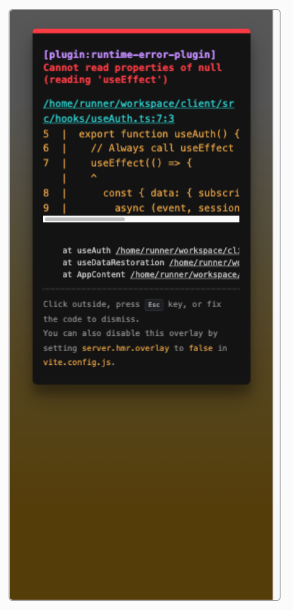 [plugin:runtime-error-plugin]
Cannot read properties of null
(reading 'useEffect')
/home/runner/workspace/client/sr
c/hooks/useAuth.ts:7:3
5 | export function useAuth() {
6 | // Always call useEffect
7 | useEffect(() => {
| ^
8 | const { data: { subscri
9 | async (event, session
at useAuth /home/runner/workspace/cl
at useDataRestoration /home/runner/w
at AppContent /home/runner/workspace/
Click outside, press Esc key, or fix
the code to dismiss.
You can also disable this overlay by
setting server.hmr.overlay to false in
vite.config.js.